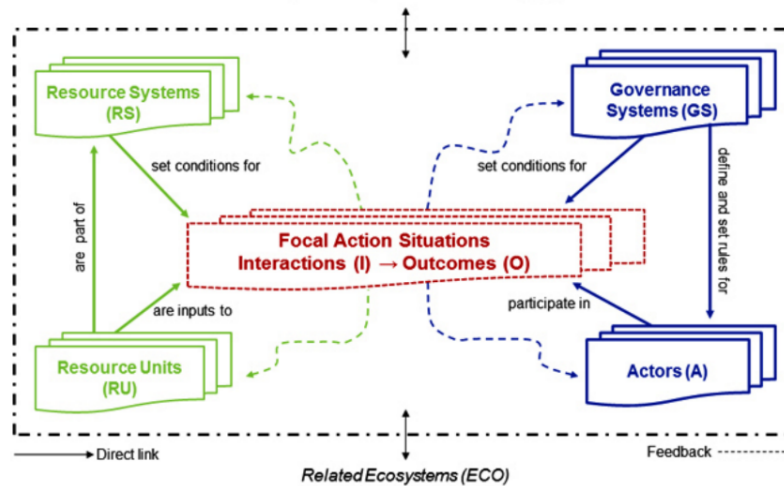 Resource Systems
(RS)
Governance
Systems (GS)
set conditions for
set conditions for
are part of
define and set rules for
Focal Action Situations
Interactions (I) → Outcomes (O)
are inputs to
participate in
Resource Units
(RU)
Actors (A)
Direct link
Feedback
Related Ecosystems (ECO)